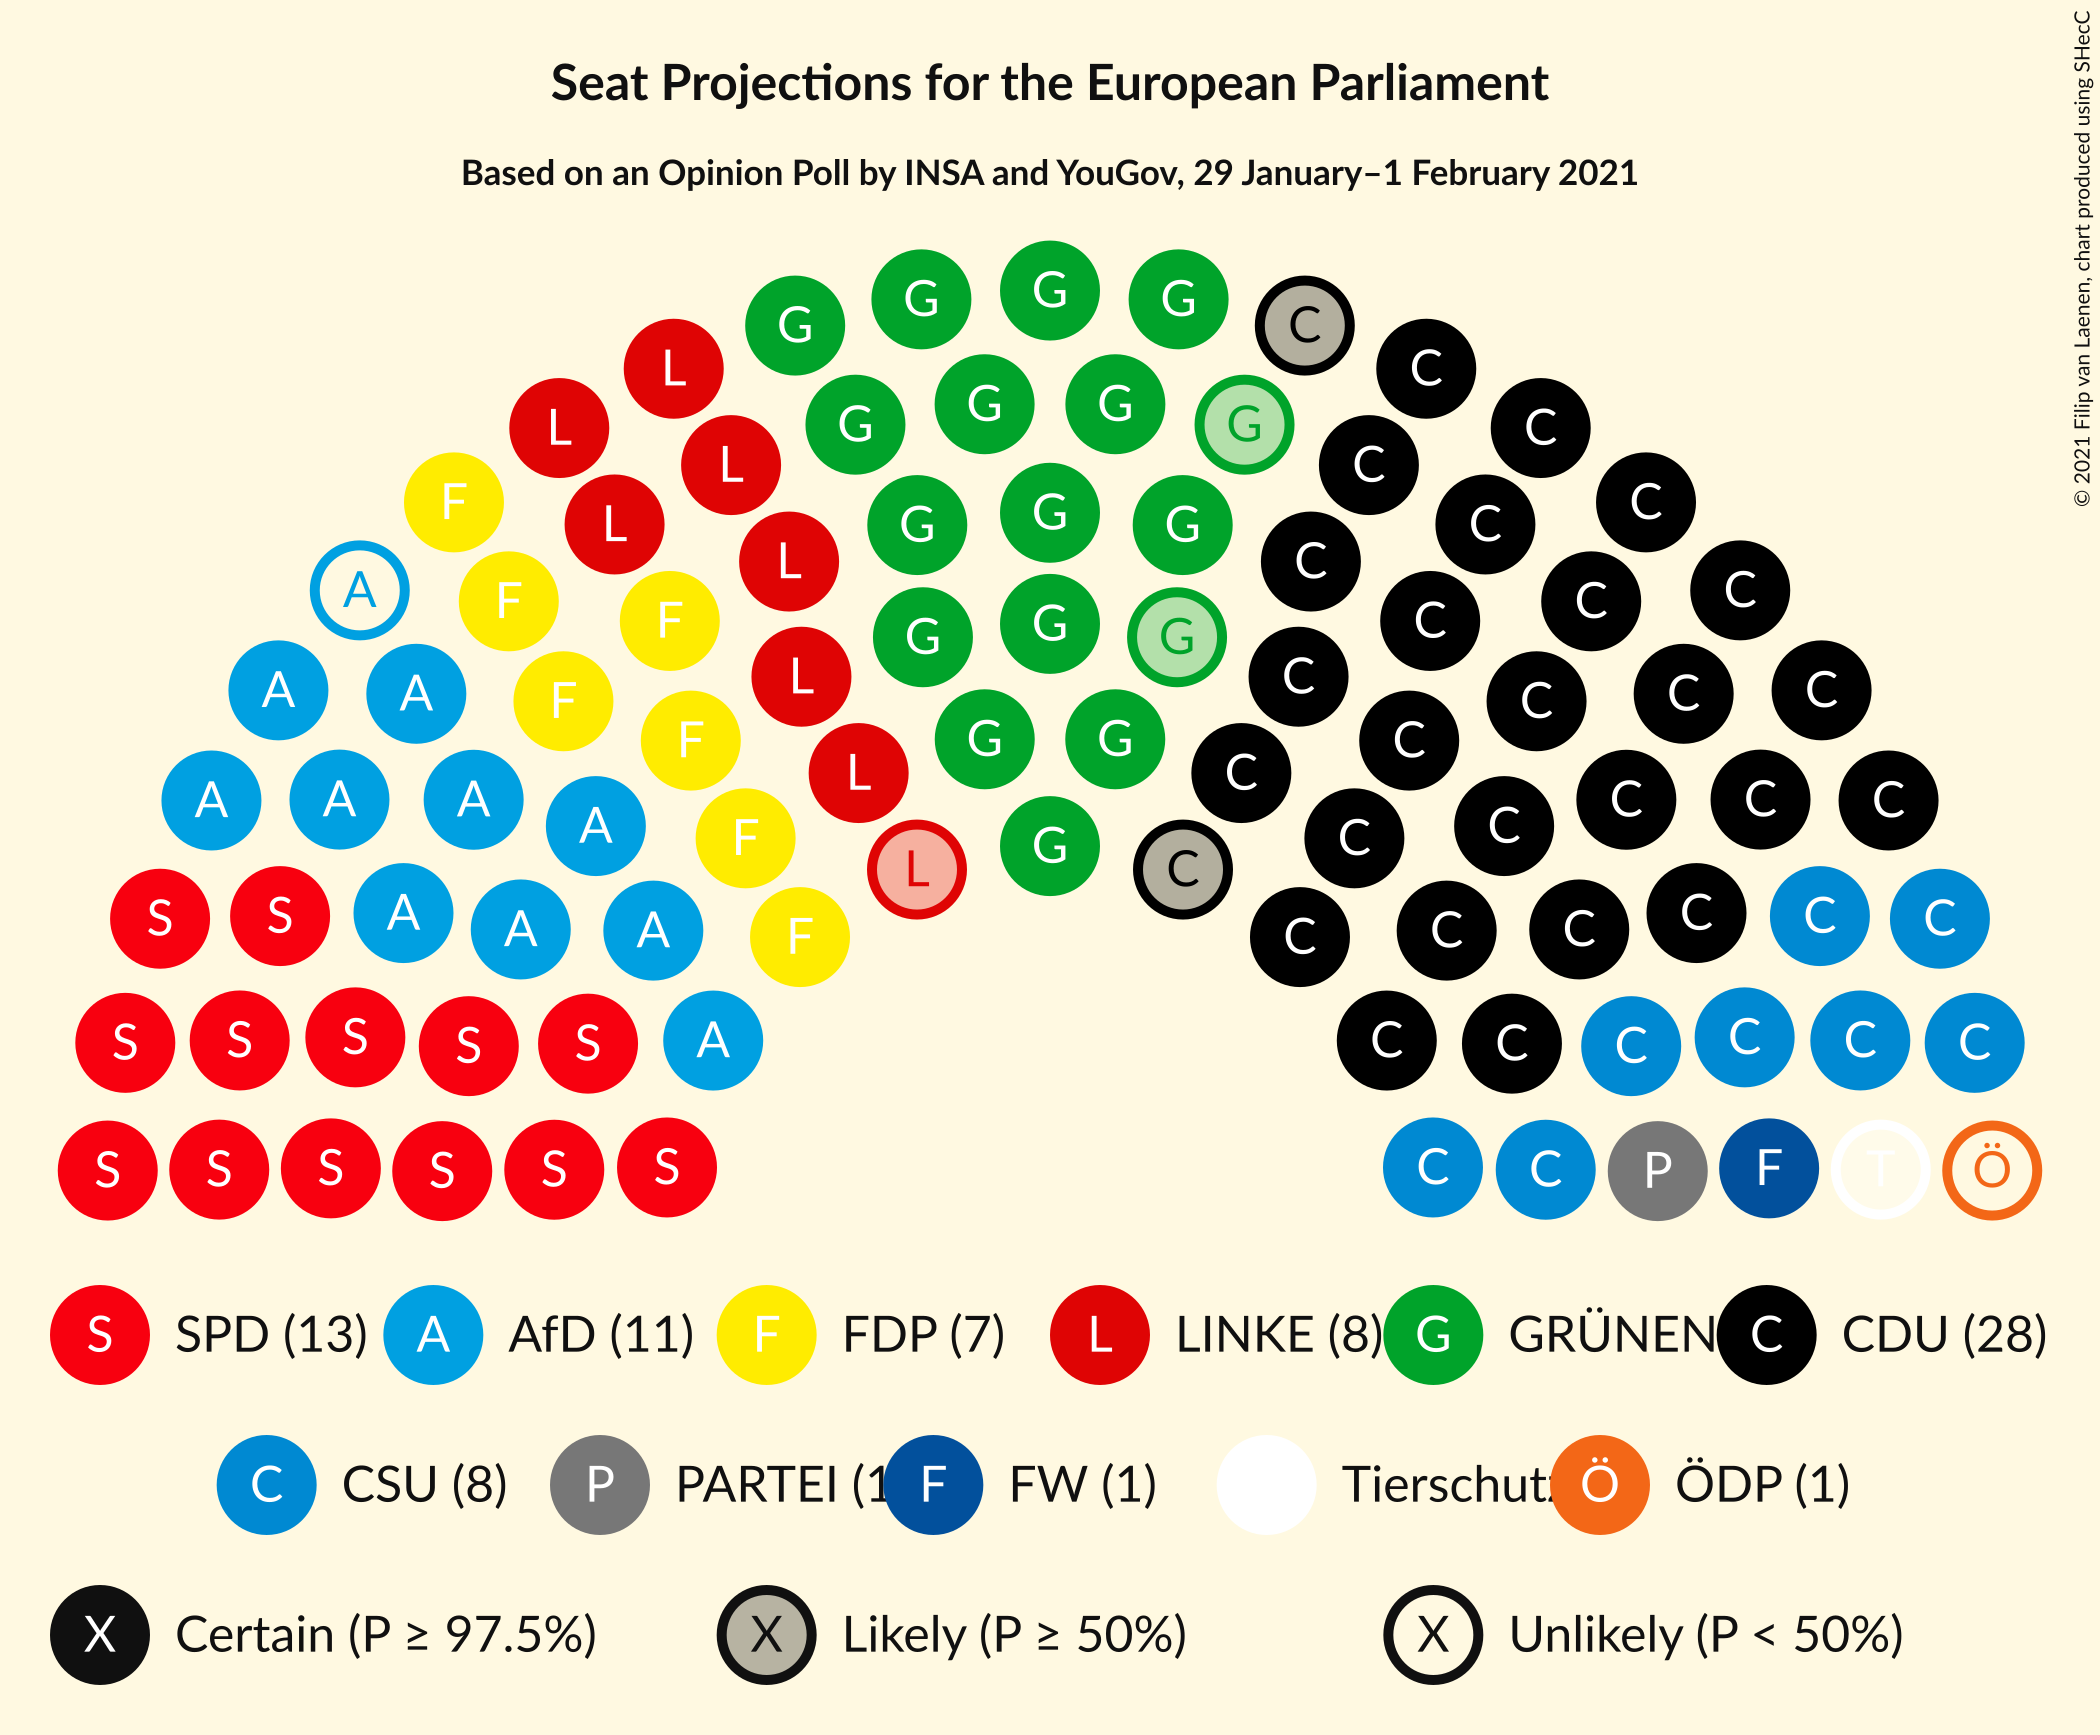 Seat Projections for the European Parliament
Based on an Opinion Poll by INSA and YouGov, 29 January–1 February 2021
© 2021 Filip van Laenen, chart produced using SHecC
G G G G C
L G G G G C
L L C C
F L G G G C C
A F L C C C
F G G G C
A A F L C C C C
F G G C
A A A L C C C C
A F G C C
L C
S S A A A F C C C C C C
S S S S S A C C C C C C
S S S S S S C C P F T Ö
S SPD (13) A AfD (11) F FDP (7) L LINKE (8) G GRÜNEN C CDU (28)
C CSU (8) P PARTEI (1 F FW (1) Tierschutz Ö ÖDP (1)
X Certain (P ≥ 97.5%) X Likely (P ≥ 50%) X Unlikely (P < 50%)